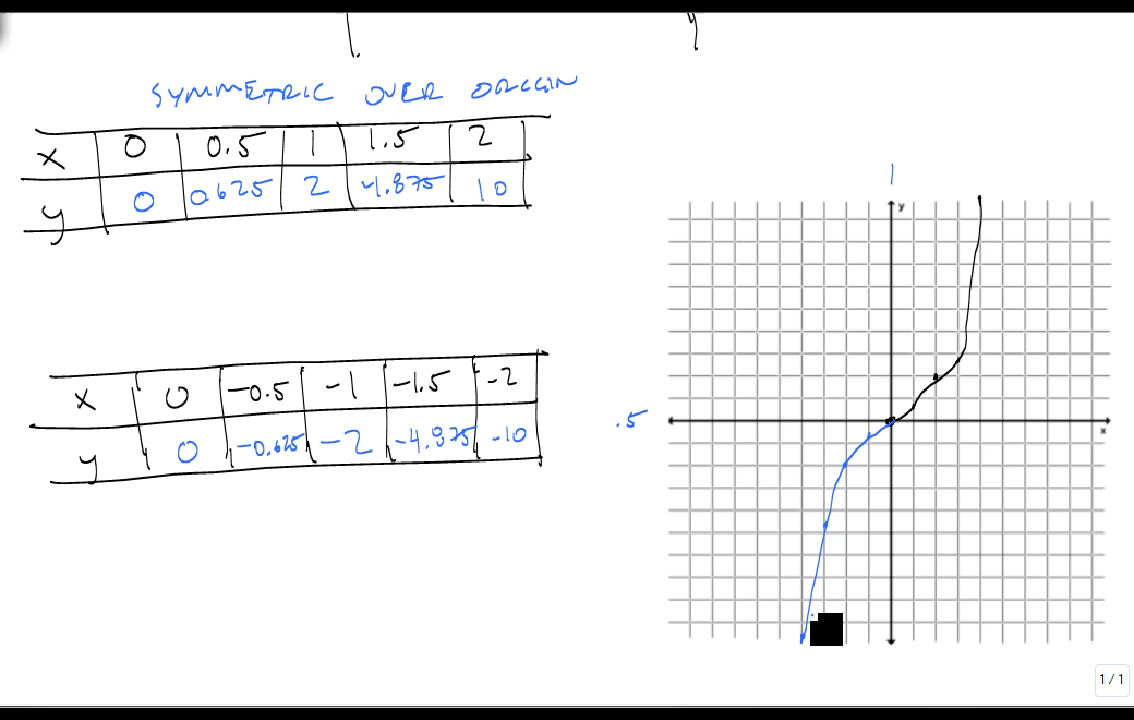 SYMMETRIC OVER ORIGIN
x 0 0.5 1 1.5 2
y 0 0.625 2 4.875 10
1
y
x 0 -0.5 -1 -1.5 -2
.5
x
y 0 -0.625 -2 -4.875 -10
1 / 1